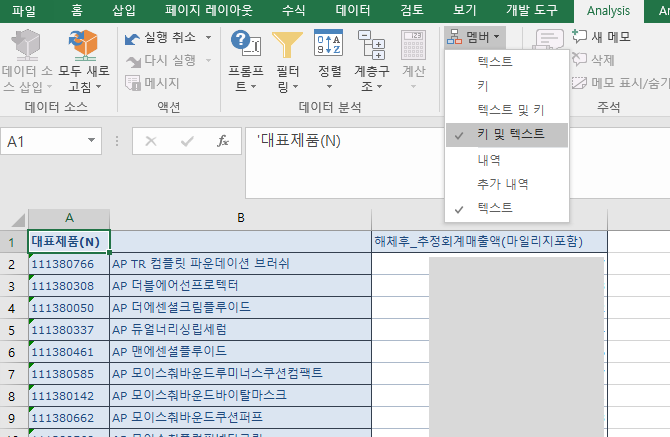 파일 홈 삽입 페이지 레이아웃 수식 데이터 검토 보기 개발 도구 Analysis
데이터 소스 삽입
모두 새로 고침
데이터 소스
실행 취소
다시 실행
메시지
액션
프롬프트
필터링
정렬
계층구조
계산
데이터 분석
멤버
텍스트
키
텍스트 및 키
키 및 텍스트
내역
추가 내역
텍스트
새 메모
삭제
메모 표시/숨기
주석
A1 fx '대표제품(N)
A B
1 대표제품(N) 해체후_추정회계매출액(마일리지포함)
2 111380766 AP TR 컴플릿 파운데이션 브러쉬
3 111380308 AP 더블에어선프로텍터
4 111380050 AP 더에센셜크림플루이드
5 111380337 AP 듀얼너리싱립세럼
6 111380461 AP 맨에센셜플루이드
7 111380585 AP 모이스춰바운드루미너스쿠션컴팩트
8 111380142 AP 모이스춰바운드바이탈마스크
9 111380662 AP 모이스춰바운드쿠션퍼프